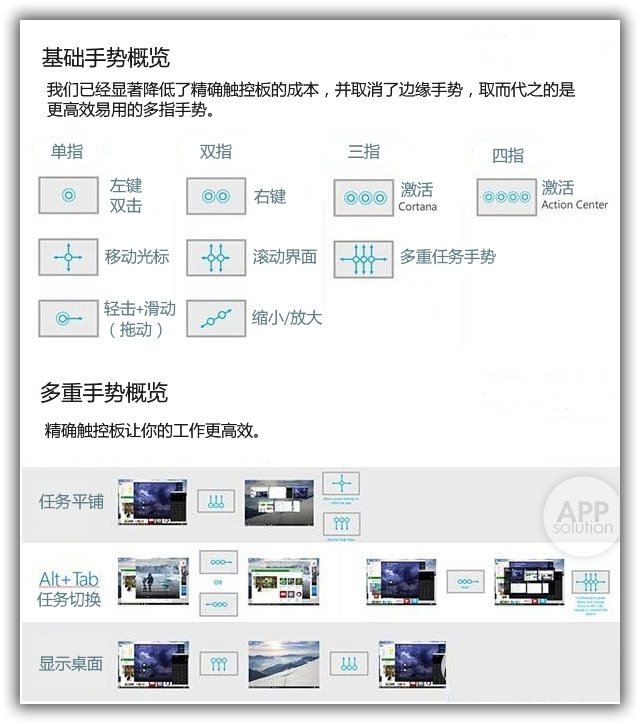 基础手势概览
我们已经显著降低了精确触控板的成本，并取消了边缘手势，取而代之的是
更高效易用的多指手势。
单指
双指
三指
四指
左键
双击
右键
激活
Cortana
激活
Action Center
移动光标
滚动界面
多重任务手势
轻击+滑动
（拖动）
缩小/放大
多重手势概览
精确触控板让你的工作更高效。
任务平铺
APP
solution
Alt+Tab
任务切换
OR
显示桌面